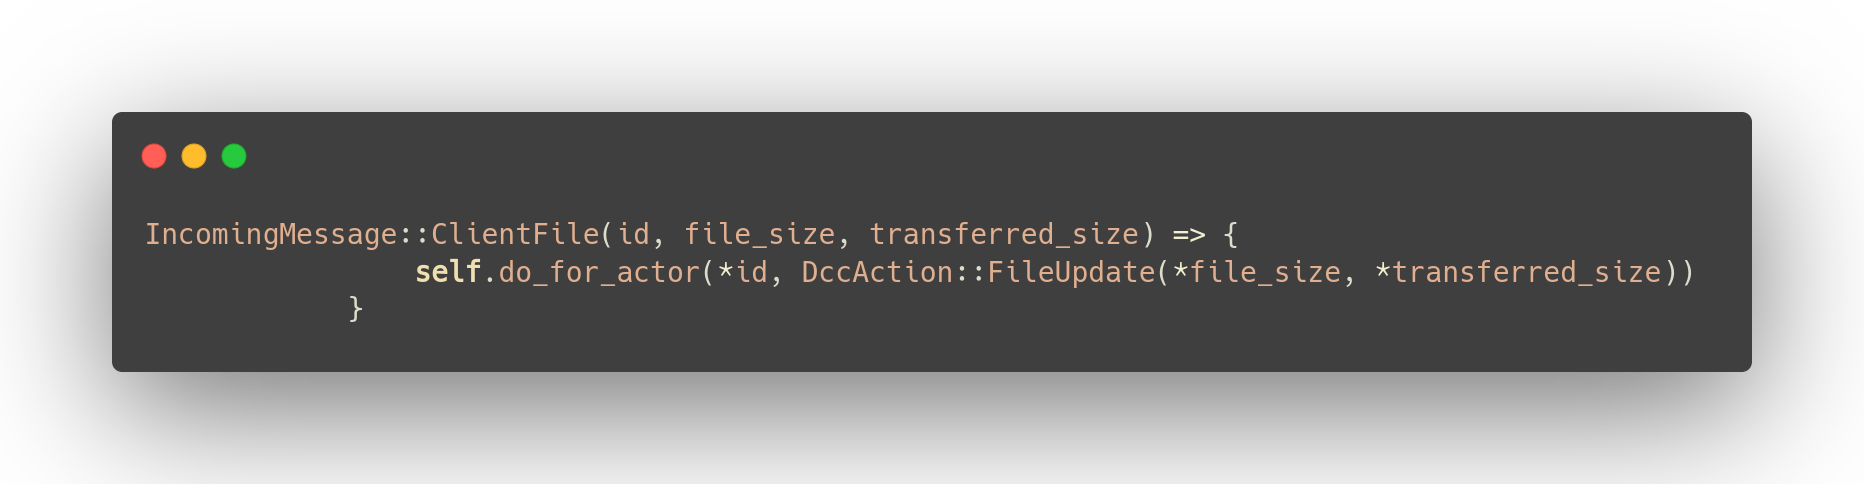 IncomingMessage::ClientFile(id, file_size, transferred_size) => {
                self.do_for_actor(*id, DccAction::FileUpdate(*file_size, *transferred_size))
            }